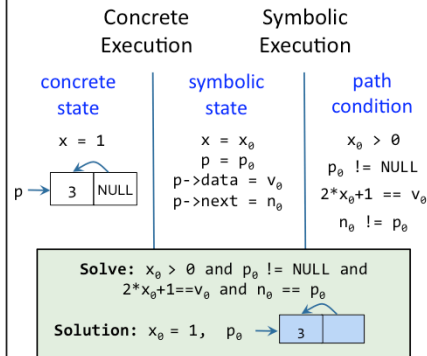 Concrete Execution
Symbolic Execution
concrete state
symbolic state
path condition
x = 1
p
3
NULL
x = x₀
p = p₀
p->data = v₀
p->next = n₀
x₀ > 0
p₀ != NULL
2*x₀+1 == v₀
n₀ != p₀
Solve: x₀ > 0 and p₀ != NULL and
2*x₀+1==v₀ and n₀ == p₀
Solution: x₀ = 1, p₀
3